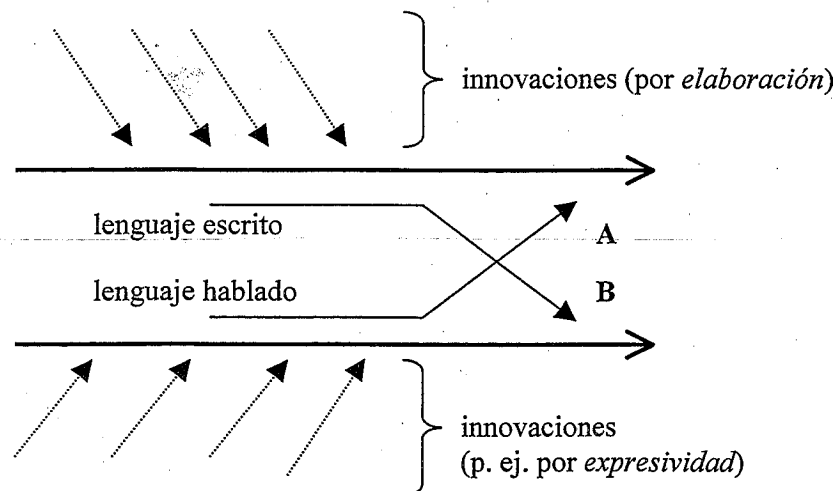 innovaciones (por elaboración)
lenguaje escrito
A
lenguaje hablado
B
innovaciones
(p. ej. por expresividad)